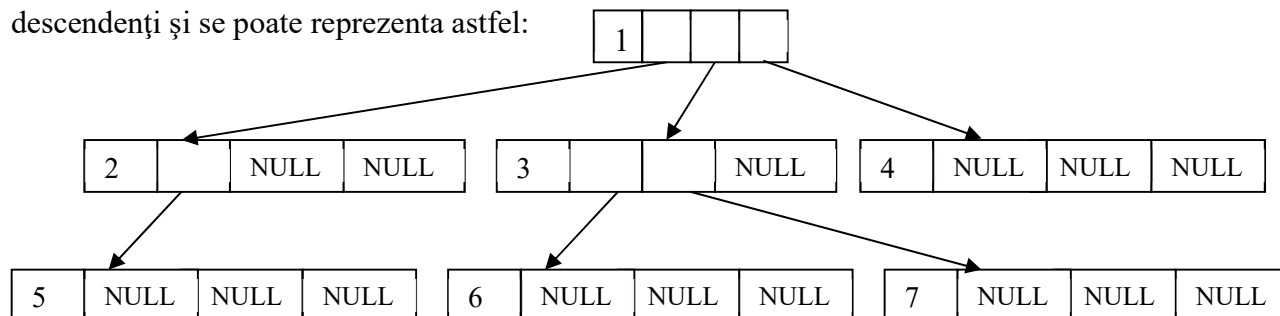 descendenţi şi se poate reprezenta astfel:
1
2 NULL NULL
3 NULL
4 NULL NULL NULL
5 NULL NULL NULL
6 NULL NULL NULL
7 NULL NULL NULL